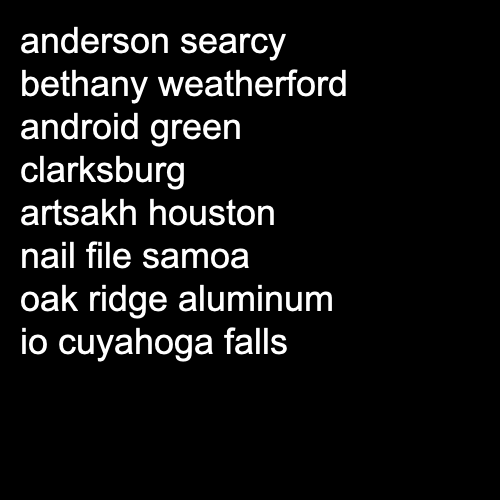 anderson searcy
bethany weatherford
android green
clarksburg
artsakh houston
nail file samoa
oak ridge aluminum
io cuyahoga falls